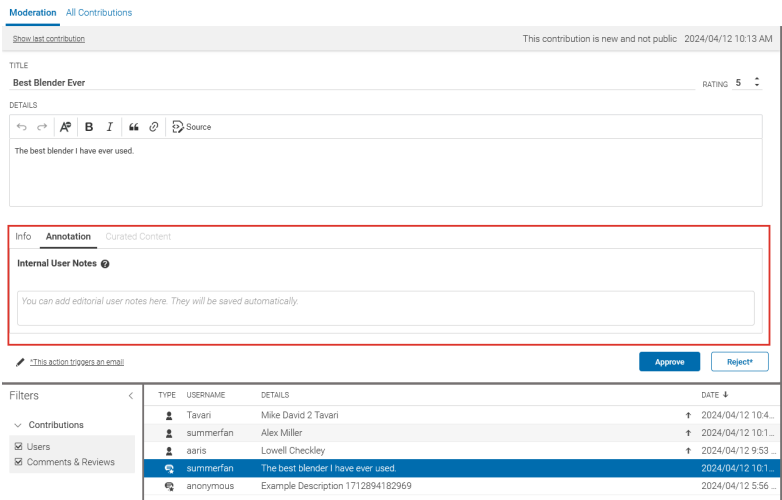 Moderation All Contributions
Show last contribution This contribution is new and not public 2024/04/12 10:13 AM
TITLE
Best Blender Ever RATING 5
DETAILS
B I Source
The best blender I have ever used.
Info Annotation Curated Content
Internal User Notes ?
You can add editorial user notes here. They will be saved automatically.
*This action triggers an email Approve Reject*
Filters TYPE USERNAME DETAILS DATE
Tavari Mike David 2 Tavari 2024/04/12 10:4...
Contributions summerfan Alex Miller 2024/04/12 10:1...
Users aaris Lowell Checkley 2024/04/12 9:53 ...
Comments & Reviews summerfan The best blender I have ever used. 2024/04/12 10:1...
anonymous Example Description 1712894182969 2024/04/12 5:56 ...